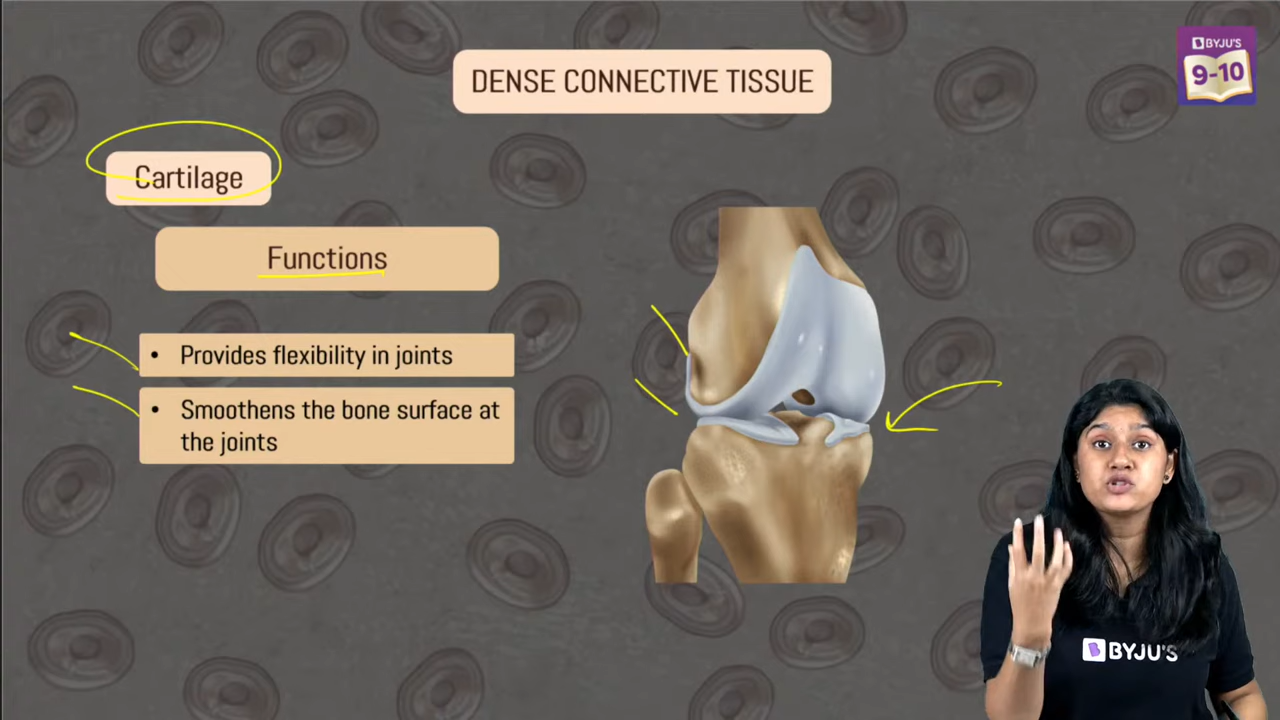 DENSE CONNECTIVE TISSUE
BYJU'S
9-10
Cartilage
Functions
• Provides flexibility in joints
• Smoothens the bone surface at
the joints
BYJU'S